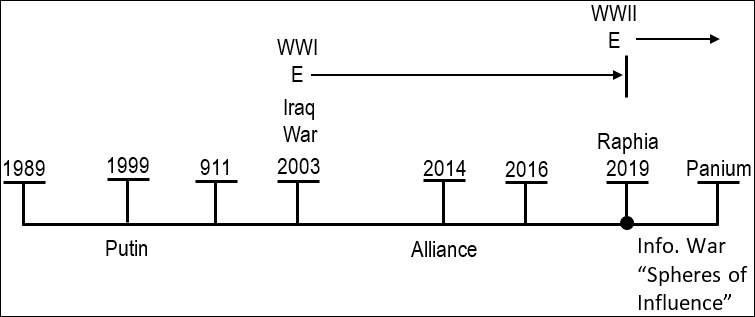 WWII
E
WWI
E
Iraq
War
Raphia
1989 1999 911 2003 2014 2016 2019 Panium
Putin Alliance
Info. War
“Spheres of
Influence”